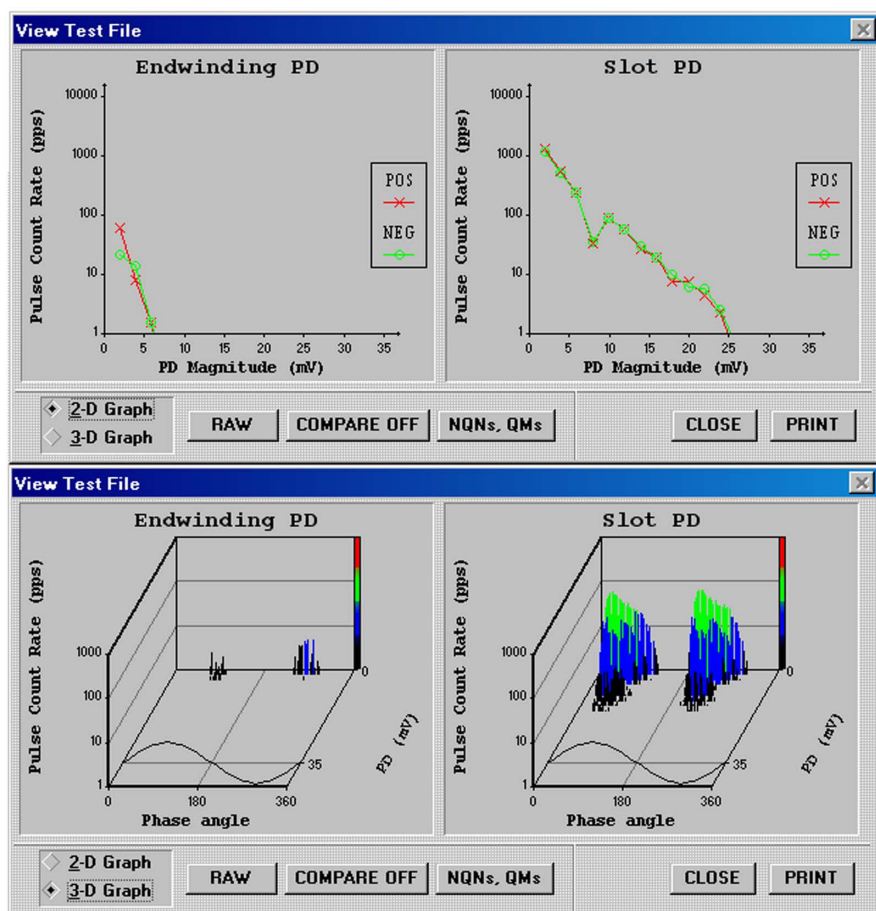 View Test File
Endwinding PD
Pulse Count Rate (pps)
10000
1000
100
10
1
0 5 10 15 20 25 30 35
PD Magnitude (mV)
POS
NEG
Slot PD
Pulse Count Rate (pps)
10000
1000
100
10
1
0 5 10 15 20 25 30 35
PD Magnitude (mV)
POS
NEG
2-D Graph
3-D Graph
RAW
COMPARE OFF
NQNs, QMs
CLOSE
PRINT
View Test File
Endwinding PD
Pulse Count Rate (pps)
1000
100
10
1
0 180 360
Phase angle
35
0
PD (mV)
Slot PD
Pulse Count Rate (pps)
1000
100
10
1
0 180 360
Phase angle
35
0
PD (mV)
2-D Graph
3-D Graph
RAW
COMPARE OFF
NQNs, QMs
CLOSE
PRINT